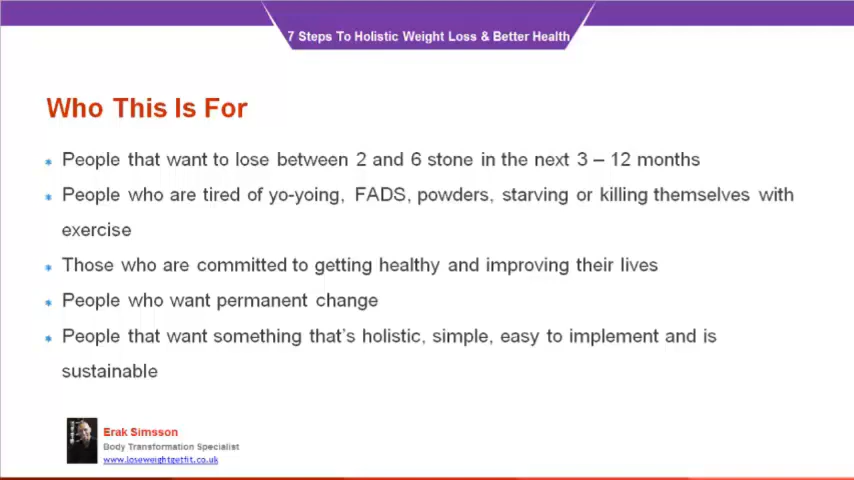 7 Steps To Holistic Weight Loss & Better Health
Who This Is For
People that want to lose between 2 and 6 stone in the next 3 – 12 months
People who are tired of yo-yoing, FADS, powders, starving or killing themselves with
exercise
Those who are committed to getting healthy and improving their lives
People who want permanent change
People that want something that’s holistic, simple, easy to implement and is
sustainable
Erak Simsson
Body Transformation Specialist
www.loseweightgetfit.co.uk